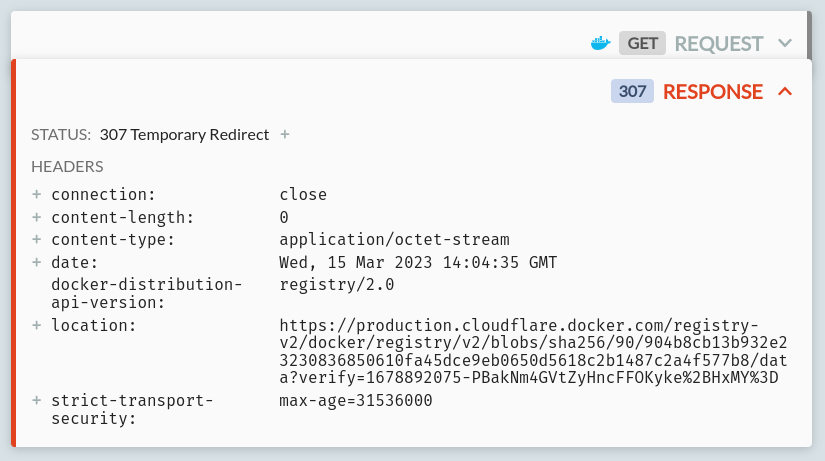 GET REQUEST
307 RESPONSE
STATUS: 307 Temporary Redirect +
HEADERS
+ connection: close
+ content-length: 0
+ content-type: application/octet-stream
+ date: Wed, 15 Mar 2023 14:04:35 GMT
docker-distribution- registry/2.0
api-version:
+ location: https://production.cloudflare.docker.com/registry-
v2/docker/registry/v2/blobs/sha256/90/904b8cb13b932e2
3230836850610fa45dce9eb0650d5618c2b1487c2a4f577b8/dat
a?verify=1678892075-PBakNm4GVtZyHncFFOKyke%2BHxMY%3D
+ strict-transport- max-age=31536000
security: